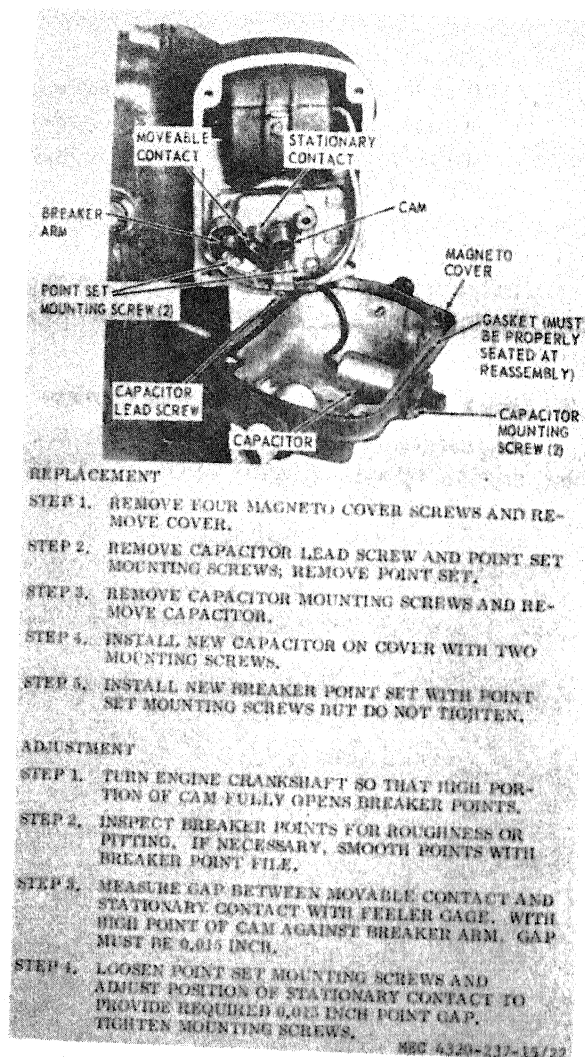 MOVEABLE
CONTACT
STATIONARY
CONTACT
BREAKER
ARM
CAM
MAGNETO
COVER
POINT SET
MOUNTING SCREW (2)
GASKET (MUST
BE PROPERLY
SEATED AT
REASSEMBLY)
CAPACITOR
LEAD SCREW
CAPACITOR
CAPACITOR
MOUNTING
SCREW (2)
REPLACEMENT
STEP 1. REMOVE FOUR MAGNETO COVER SCREWS AND RE-
MOVE COVER.
STEP 2. REMOVE CAPACITOR LEAD SCREW AND POINT SET
MOUNTING SCREWS; REMOVE POINT SET.
STEP 3. REMOVE CAPACITOR MOUNTING SCREWS AND RE-
MOVE CAPACITOR.
STEP 4. INSTALL NEW CAPACITOR ON COVER WITH TWO
MOUNTING SCREWS.
STEP 5. INSTALL NEW BREAKER POINT SET WITH POINT
SET MOUNTING SCREWS BUT DO NOT TIGHTEN.
ADJUSTMENT
STEP 1. TURN ENGINE CRANKSHAFT SO THAT HIGH POR-
TION OF CAM FULLY OPENS BREAKER POINTS.
STEP 2. INSPECT BREAKER POINTS FOR ROUGHNESS OR
PITTING. IF NECESSARY, SMOOTH POINTS WITH
BREAKER POINT FILE.
STEP 3. MEASURE GAP BETWEEN MOVABLE CONTACT AND
STATIONARY CONTACT WITH FEELER GAGE. WITH
HIGH POINT OF CAM AGAINST BREAKER ARM. GAP
MUST BE 0.015 INCH.
STEP 4. LOOSEN POINT SET MOUNTING SCREWS AND
ADJUST POSITION OF STATIONARY CONTACT TO
PROVIDE REQUIRED 0.015 INCH POINT GAP.
TIGHTEN MOUNTING SCREWS.